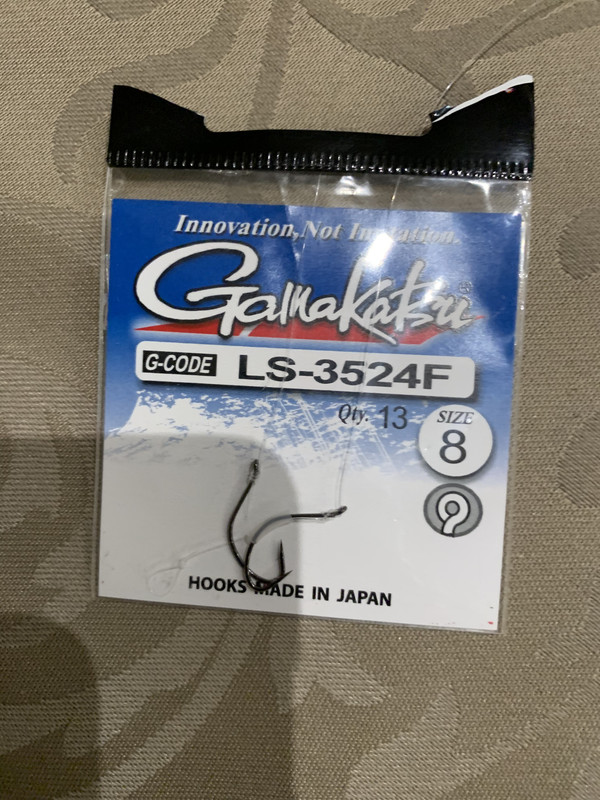 Innovation, Not Imitation.
Gamakatsu
G-CODE LS-3524F
Qty. 13
SIZE
8
HOOKS MADE IN JAPAN